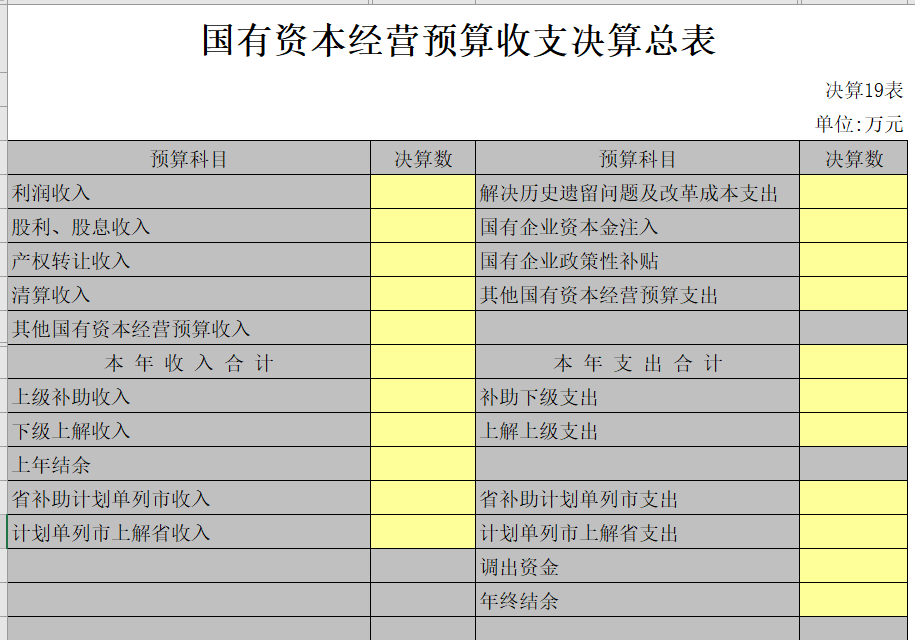 国有资本经营预算收支决算总表
决算19表
单位:万元
预算科目 决算数 预算科目 决算数
利润收入 解决历史遗留问题及改革成本支出
股利、股息收入 国有企业资本金注入
产权转让收入 国有企业政策性补贴
清算收入 其他国有资本经营预算支出
其他国有资本经营预算收入
本年收入合计 本年支出合计
上级补助收入 补助下级支出
下级上解收入 上解上级支出
上年结余
省补助计划单列市收入 省补助计划单列市支出
计划单列市上解省收入 计划单列市上解省支出
调出资金
年终结余